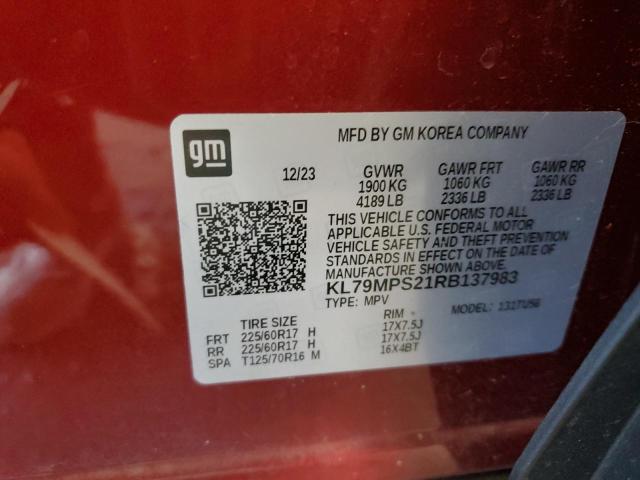 gm
MFD BY GM KOREA COMPANY
12/23 GVWR GAWR FRT GAWR RR
1900 KG 1060 KG 1060 KG
4189 LB 2336 LB 2336 LB
THIS VEHICLE CONFORMS TO ALL
APPLICABLE U.S. FEDERAL MOTOR
VEHICLE SAFETY AND THEFT PREVENTION
STANDARDS IN EFFECT ON THE DATE OF
MANUFACTURE SHOWN ABOVE.
KL79MPS21RB137983
TYPE: MPV MODEL: 1317U56
TIRE SIZE RIM
FRT 225/60R17 H 17X7.5J
RR 225/60R17 H 17X7.5J
SPA T125/70R16 M 16X4BT